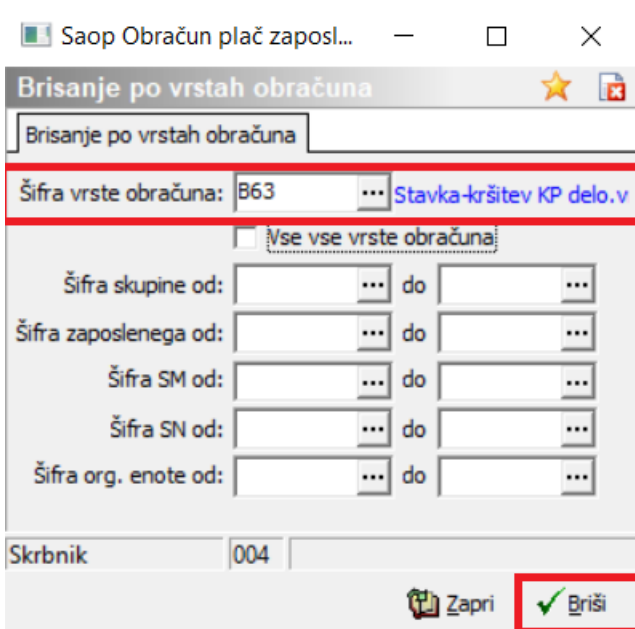 Saop Obračun plač zaposl...
Brisanje po vrstah obračuna
Brisanje po vrstah obračuna
Šifra vrste obračuna: B63 ... Stavka-kršitev KP delo.v
Vse vse vrste obračuna
Šifra skupine od: ... do ...
Šifra zaposlenega od: ... do ...
Šifra SM od: ... do ...
Šifra SN od: ... do ...
Šifra org. enote od: ... do ...
Skrbnik 004
Zapri Briši